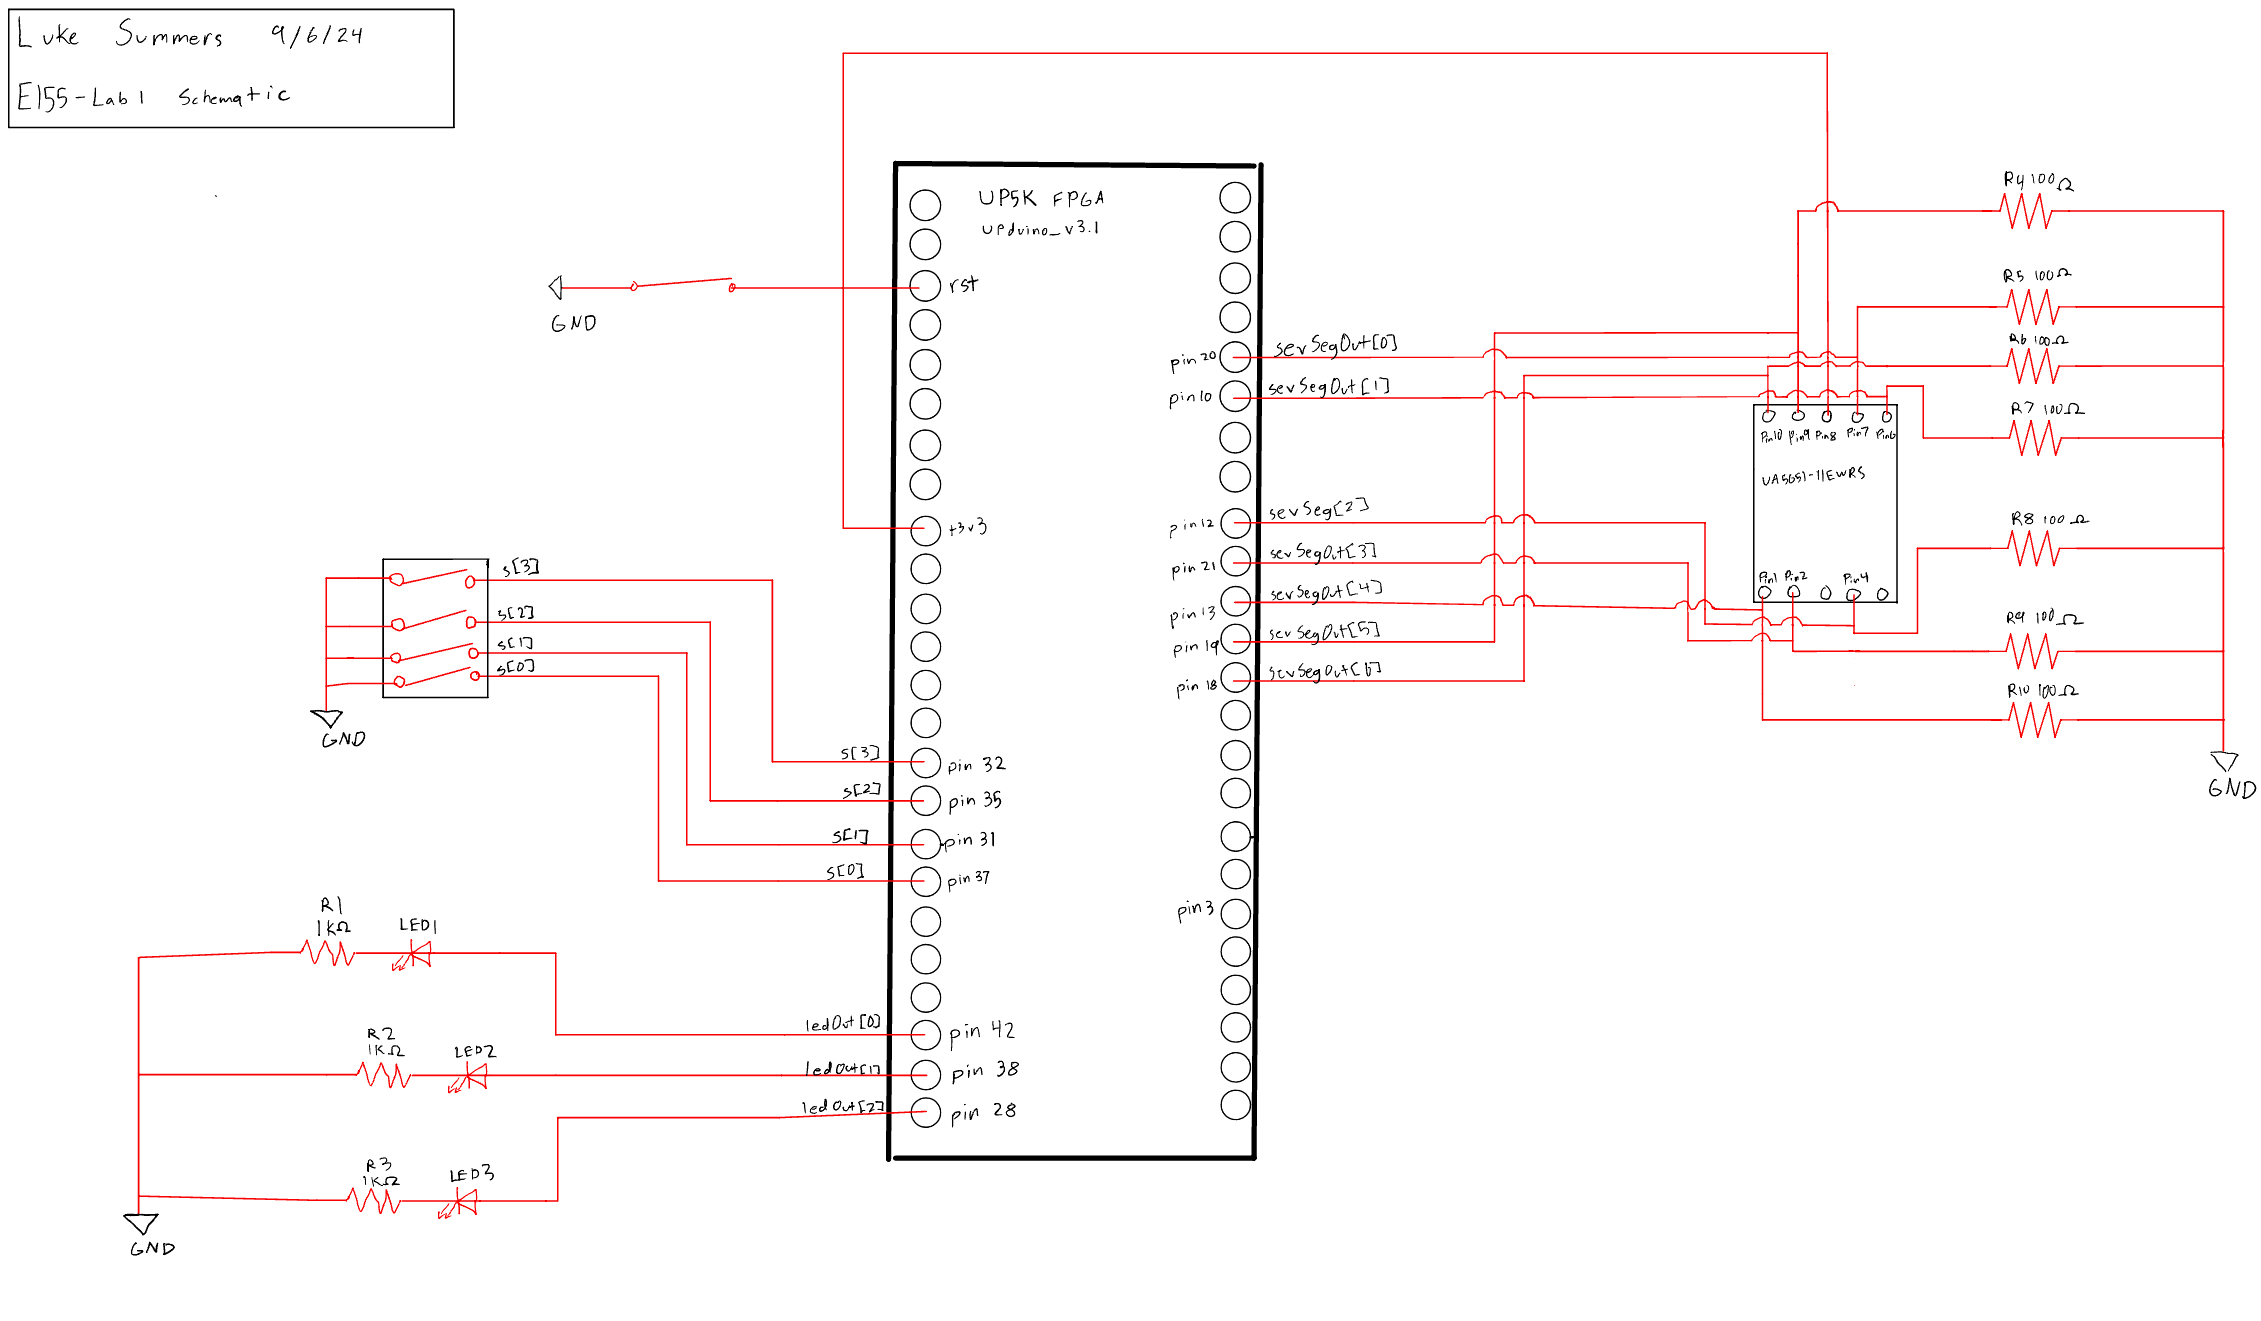 Luke Summers 9/6/24
E155-Lab 1 Schematic
UP5K FPGA
UPduino_v3.1
GND
rst
+3v3
s[3]
s[2]
s[1]
s[0]
GND
s[3] pin 32
s[2] pin 35
s[1] pin 31
s[0] pin 37
R1
1KΩ
LED1
R2
1KΩ
LED2
R3
1KΩ
LED3
GND
ledOut[0] pin 42
ledOut[1] pin 38
ledOut[2] pin 28
pin 20 sevSegOut[0]
pin 10 sevSegOut[1]
pin 12 sevSeg[2]
pin 21 sevSegOut[3]
pin 13 sevSegOut[4]
pin 19 sevSegOut[5]
pin 18 sevSegOut[6]
pin 3
Pin10 Pin9 Pin8 Pin7 Pin6
UA5651-11EWRS
Pin1 Pin2 Pin4
R4 100Ω
R5 100Ω
R6 100Ω
R7 100Ω
R8 100Ω
R9 100Ω
R10 100Ω
GND